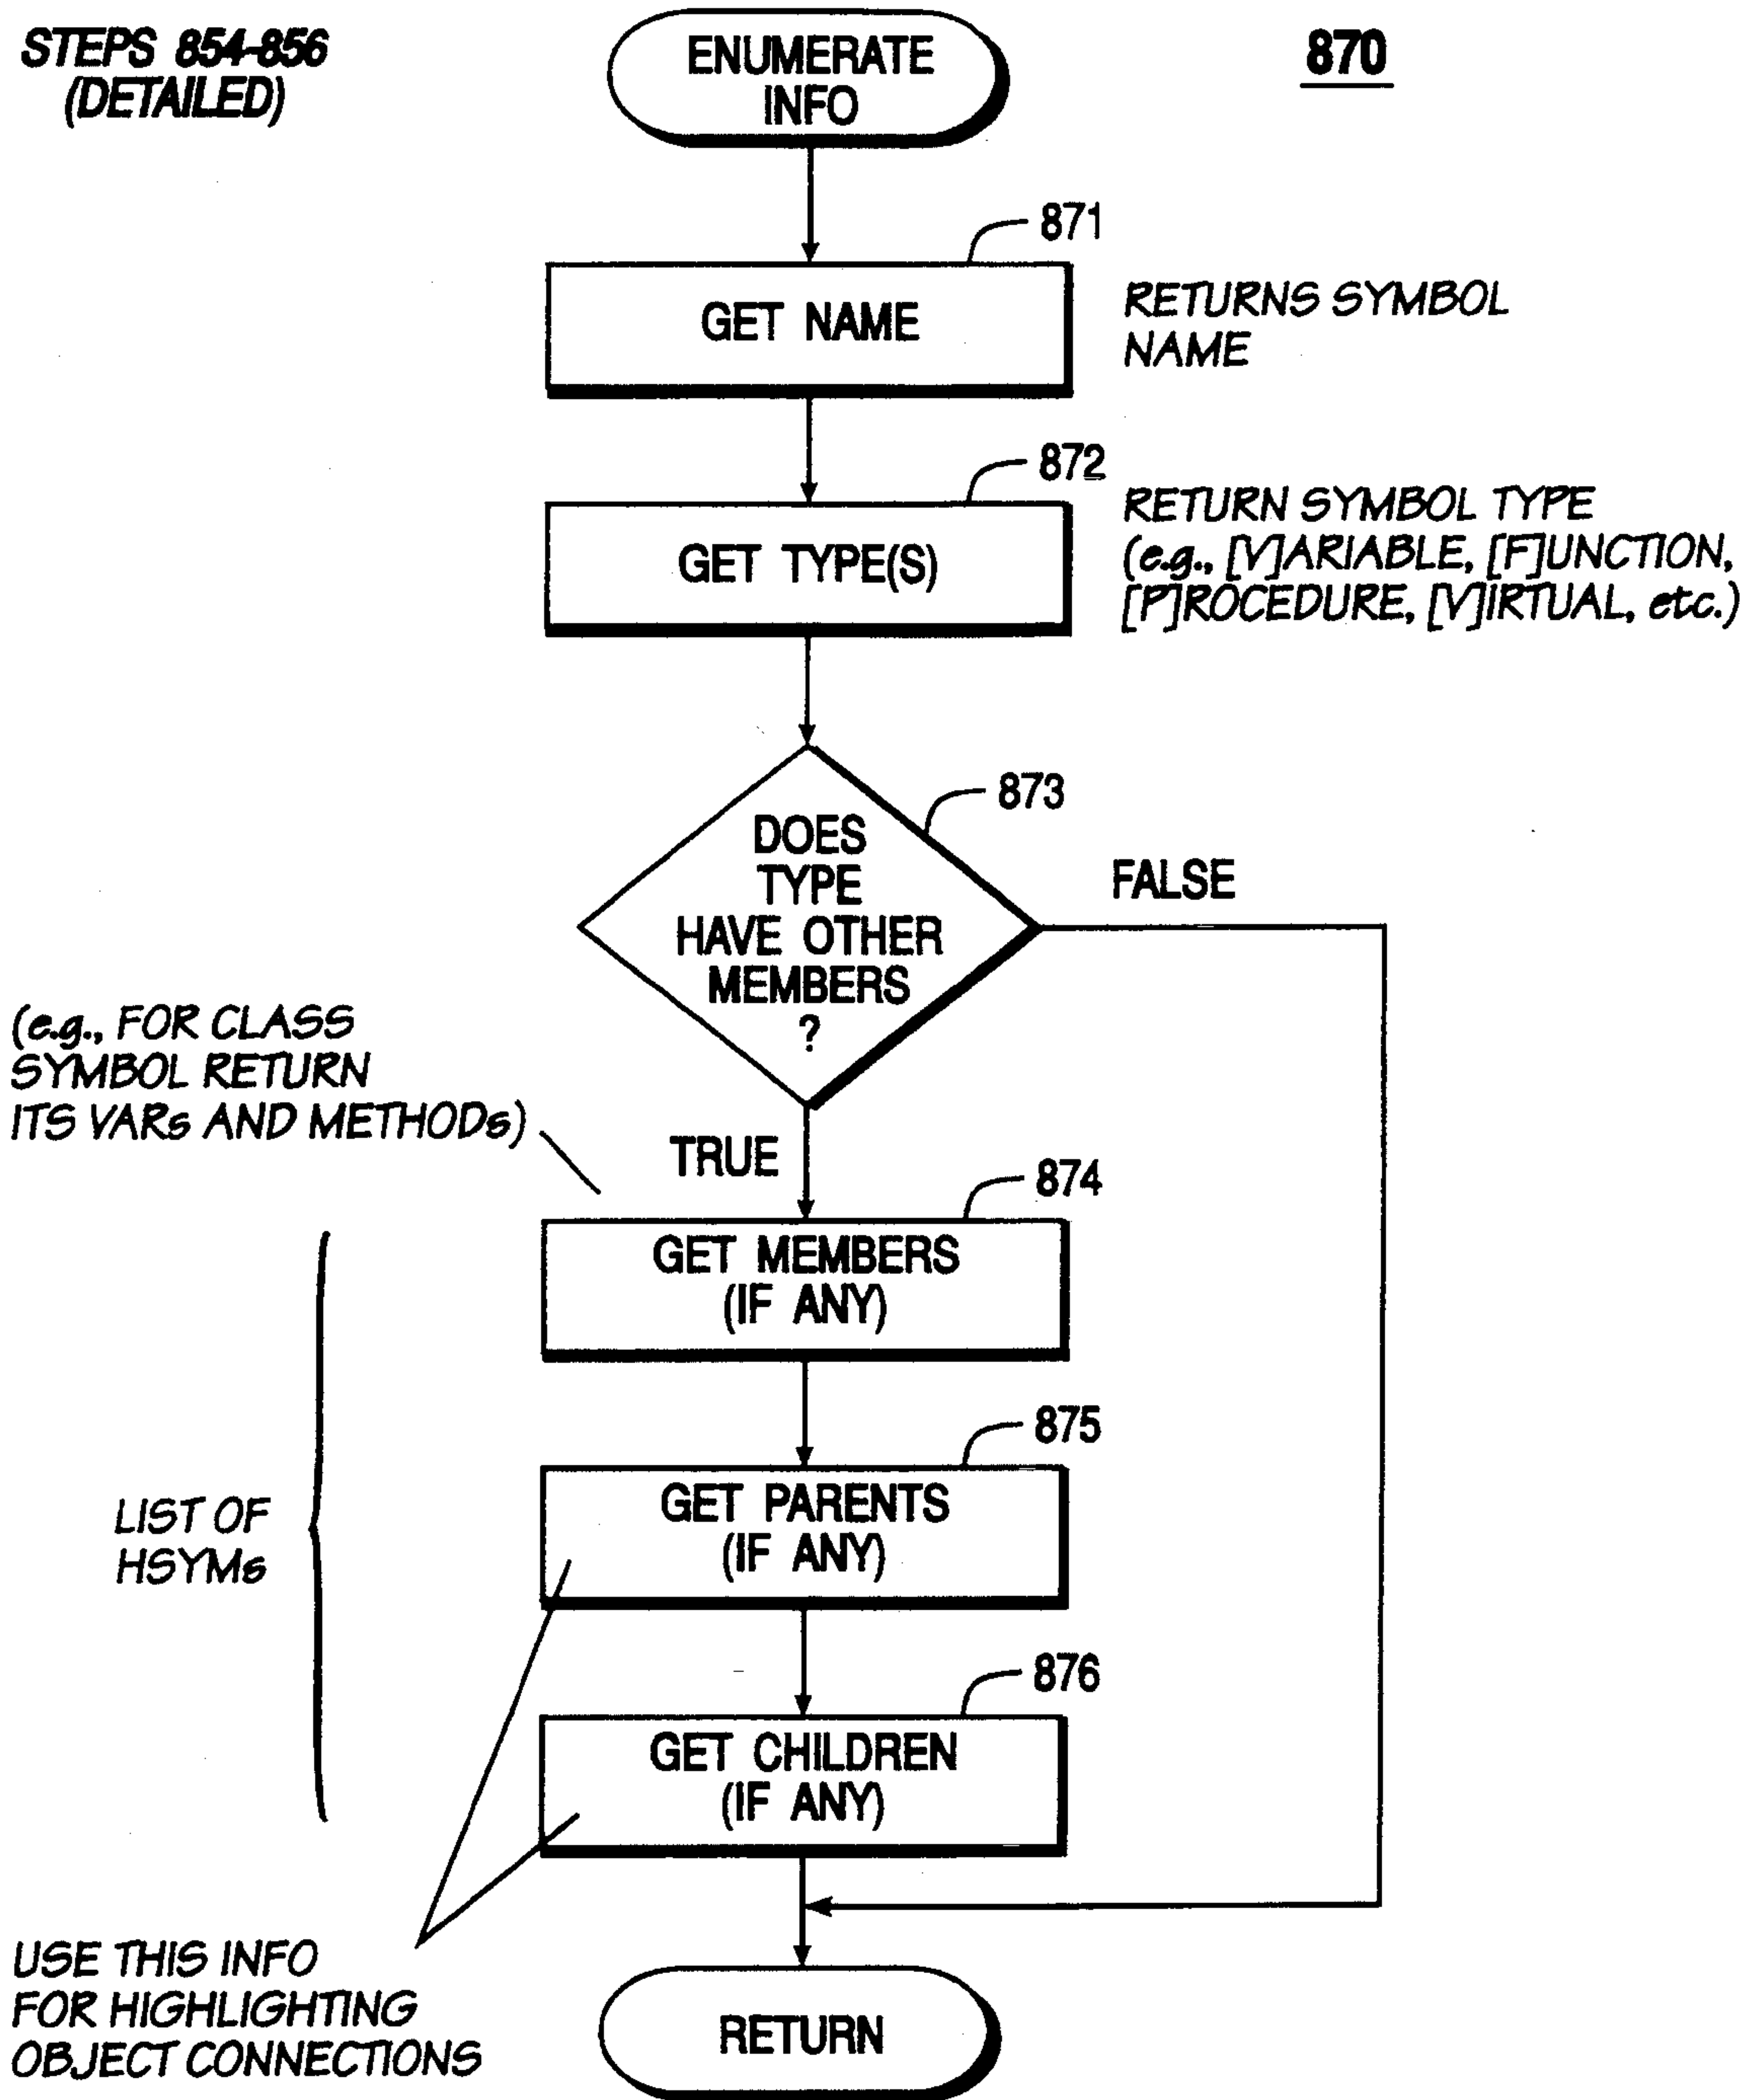 STEPS 854-856
(DETAILED)
ENUMERATE
INFO
870
871
GET NAME
RETURNS SYMBOL
NAME
872
GET TYPE(S)
RETURN SYMBOL TYPE
(e.g., [V]ARIABLE, [F]UNCTION,
[P]ROCEDURE, [V]IRTUAL, etc.)
873
DOES
TYPE
HAVE OTHER
MEMBERS
?
FALSE
(e.g., FOR CLASS
SYMBOL RETURN
ITS VARs AND METHODs)
TRUE
874
GET MEMBERS
(IF ANY)
875
GET PARENTS
(IF ANY)
LIST OF
HSYMs
876
GET CHILDREN
(IF ANY)
USE THIS INFO
FOR HIGHLIGHTING
OBJECT CONNECTIONS
RETURN